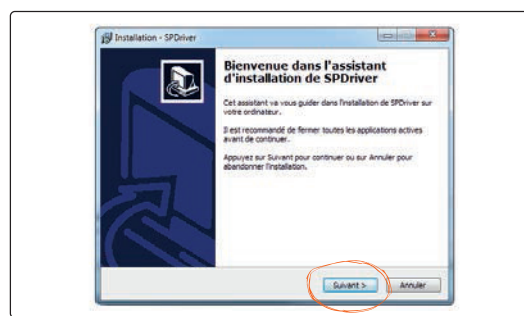 Installation - SPDriver
Bienvenue dans l'assistant
d'installation de SPDriver
Cet assistant va vous guider dans l'installation de SPDriver sur
votre ordinateur.
Il est recommandé de fermer toutes les applications actives
avant de continuer.
Appuyez sur Suivant pour continuer ou sur Annuler pour
abandonner l'installation.
Suivant >
Annuler